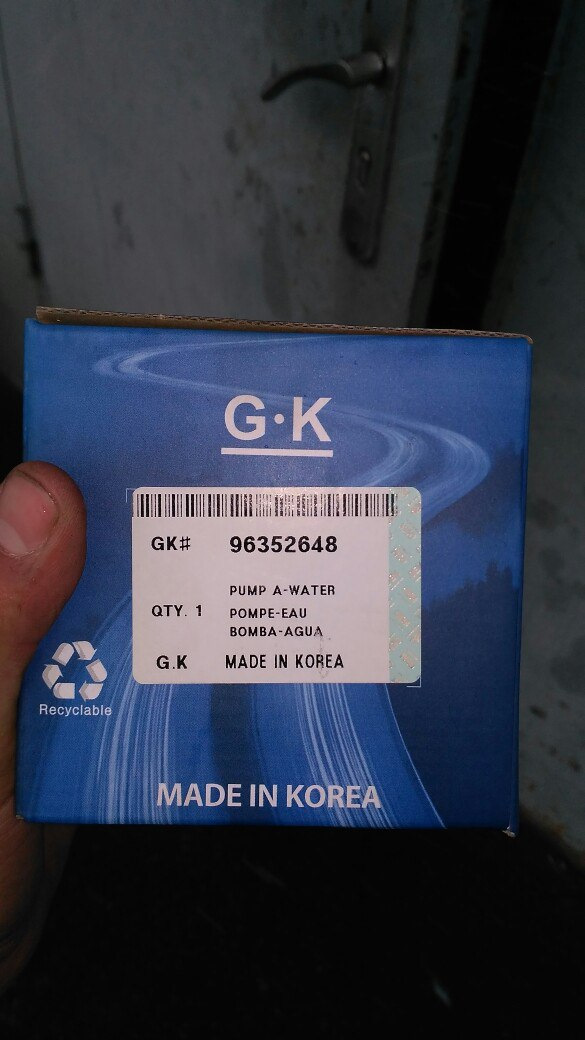 G·K
GK# 96352648
PUMP A-WATER
QTY. 1 POMPE-EAU
BOMBA-AGUA
G.K MADE IN KOREA
Recyclable
MADE IN KOREA